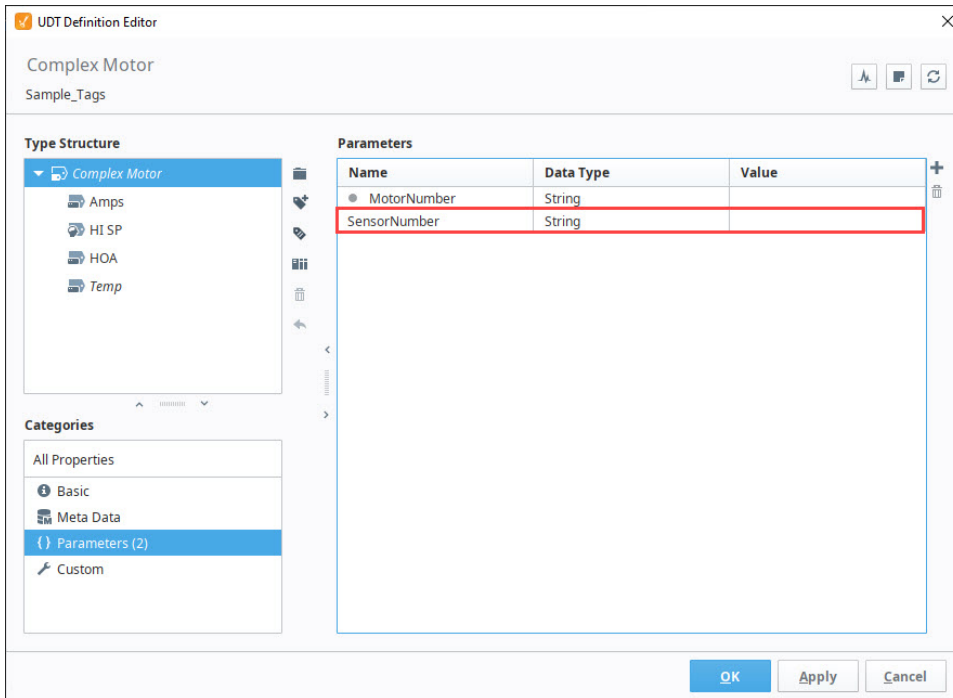 UDT Definition Editor
Complex Motor
Sample_Tags
Type Structure
Complex Motor
Amps
HI SP
HOA
Temp
Categories
All Properties
Basic
Meta Data
{ } Parameters (2)
Custom
Parameters
Name Data Type Value
MotorNumber String
SensorNumber String
OK Apply Cancel